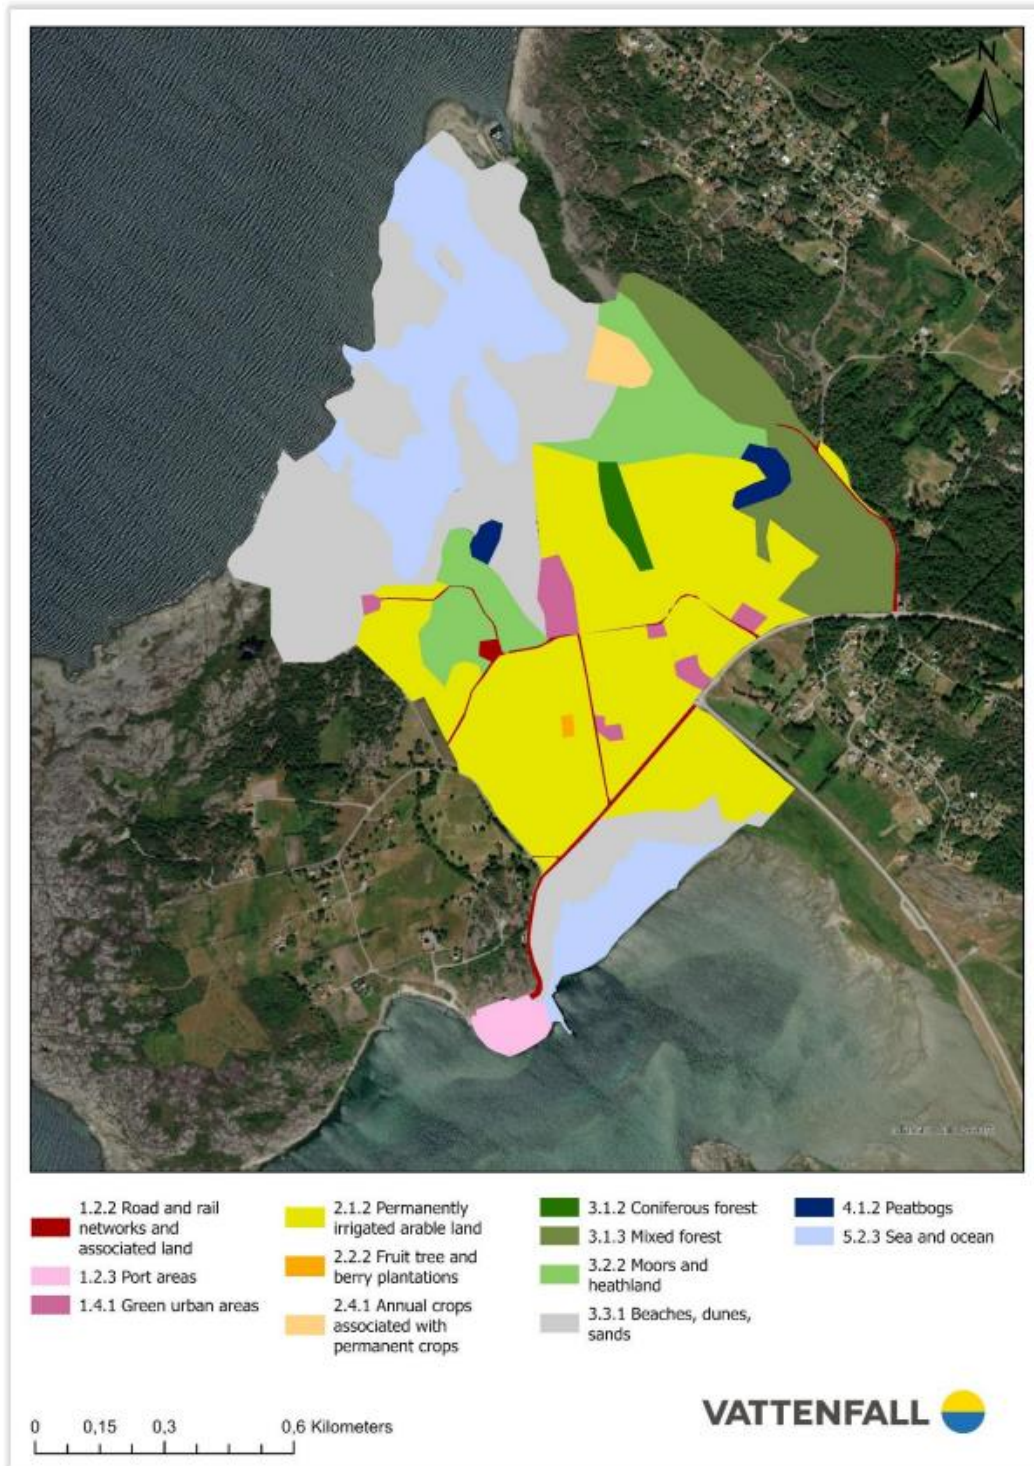 N
1.2.2 Road and rail
networks and
associated land
1.2.3 Port areas
1.4.1 Green urban areas
2.1.2 Permanently
irrigated arable land
2.2.2 Fruit tree and
berry plantations
2.4.1 Annual crops
associated with
permanent crops
3.1.2 Coniferous forest
3.1.3 Mixed forest
3.2.2 Moors and
heathland
3.3.1 Beaches, dunes,
sands
4.1.2 Peatbogs
5.2.3 Sea and ocean
0 0,15 0,3 0,6 Kilometers
VATTENFALL